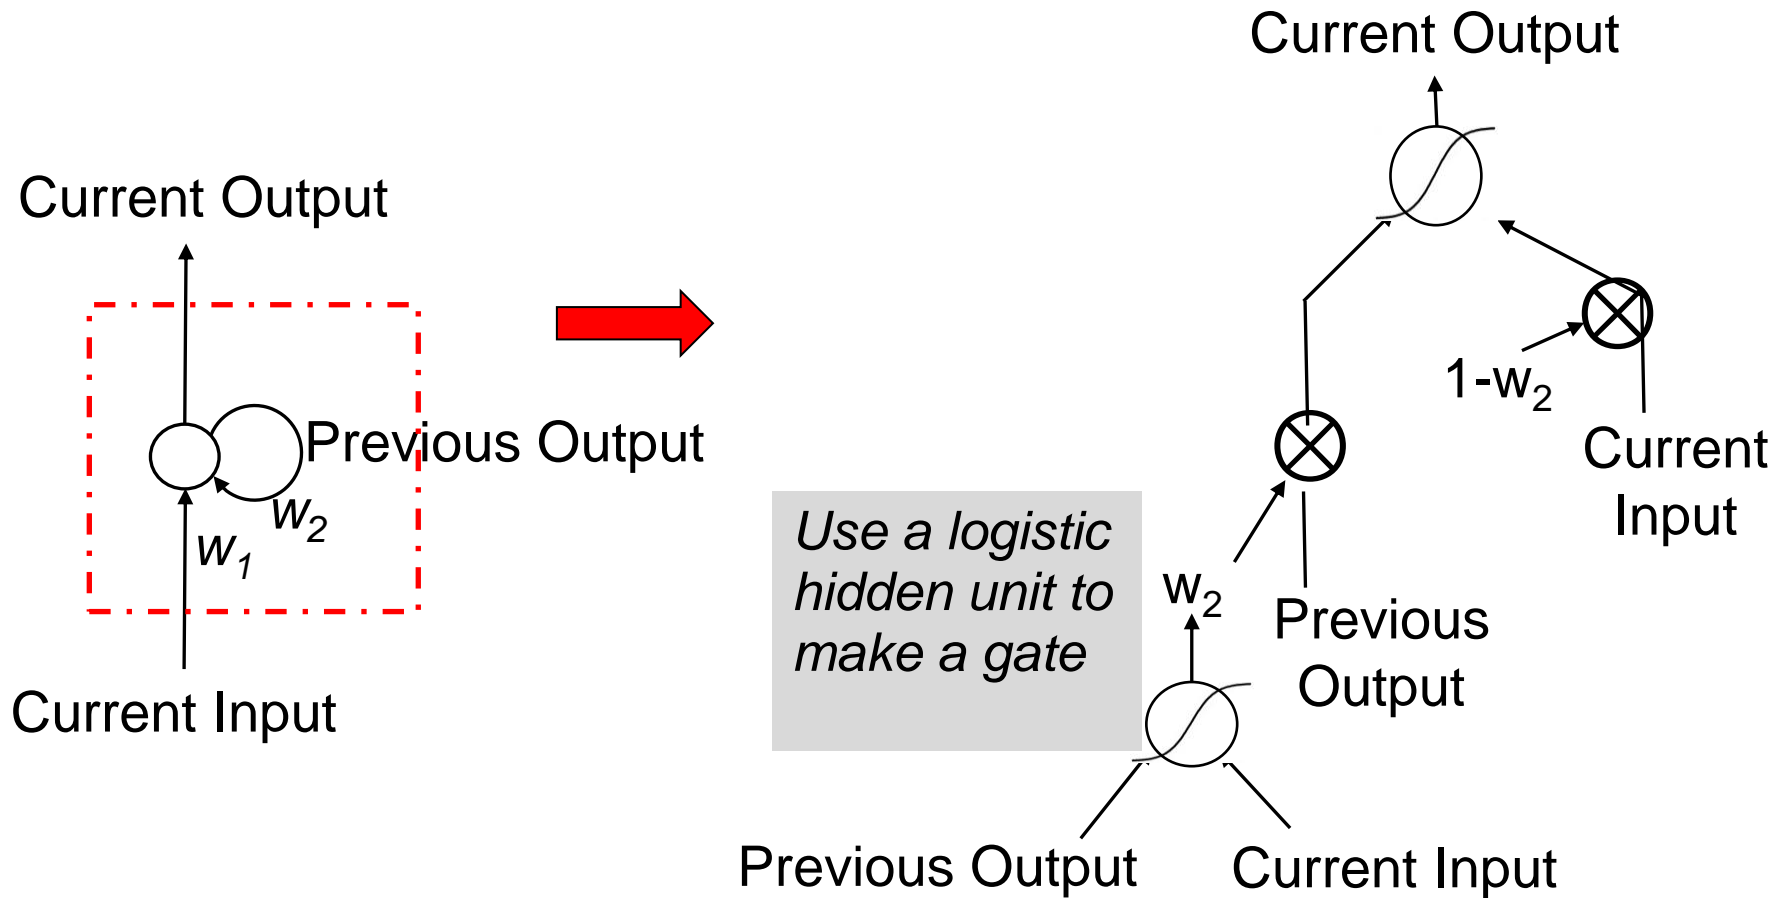 Current Output
Previous Output
w2
w1
Current Input
Current Output
1-w2
Current
Input
Use a logistic
hidden unit to
make a gate
w2
Previous
Output
Previous Output
Current Input